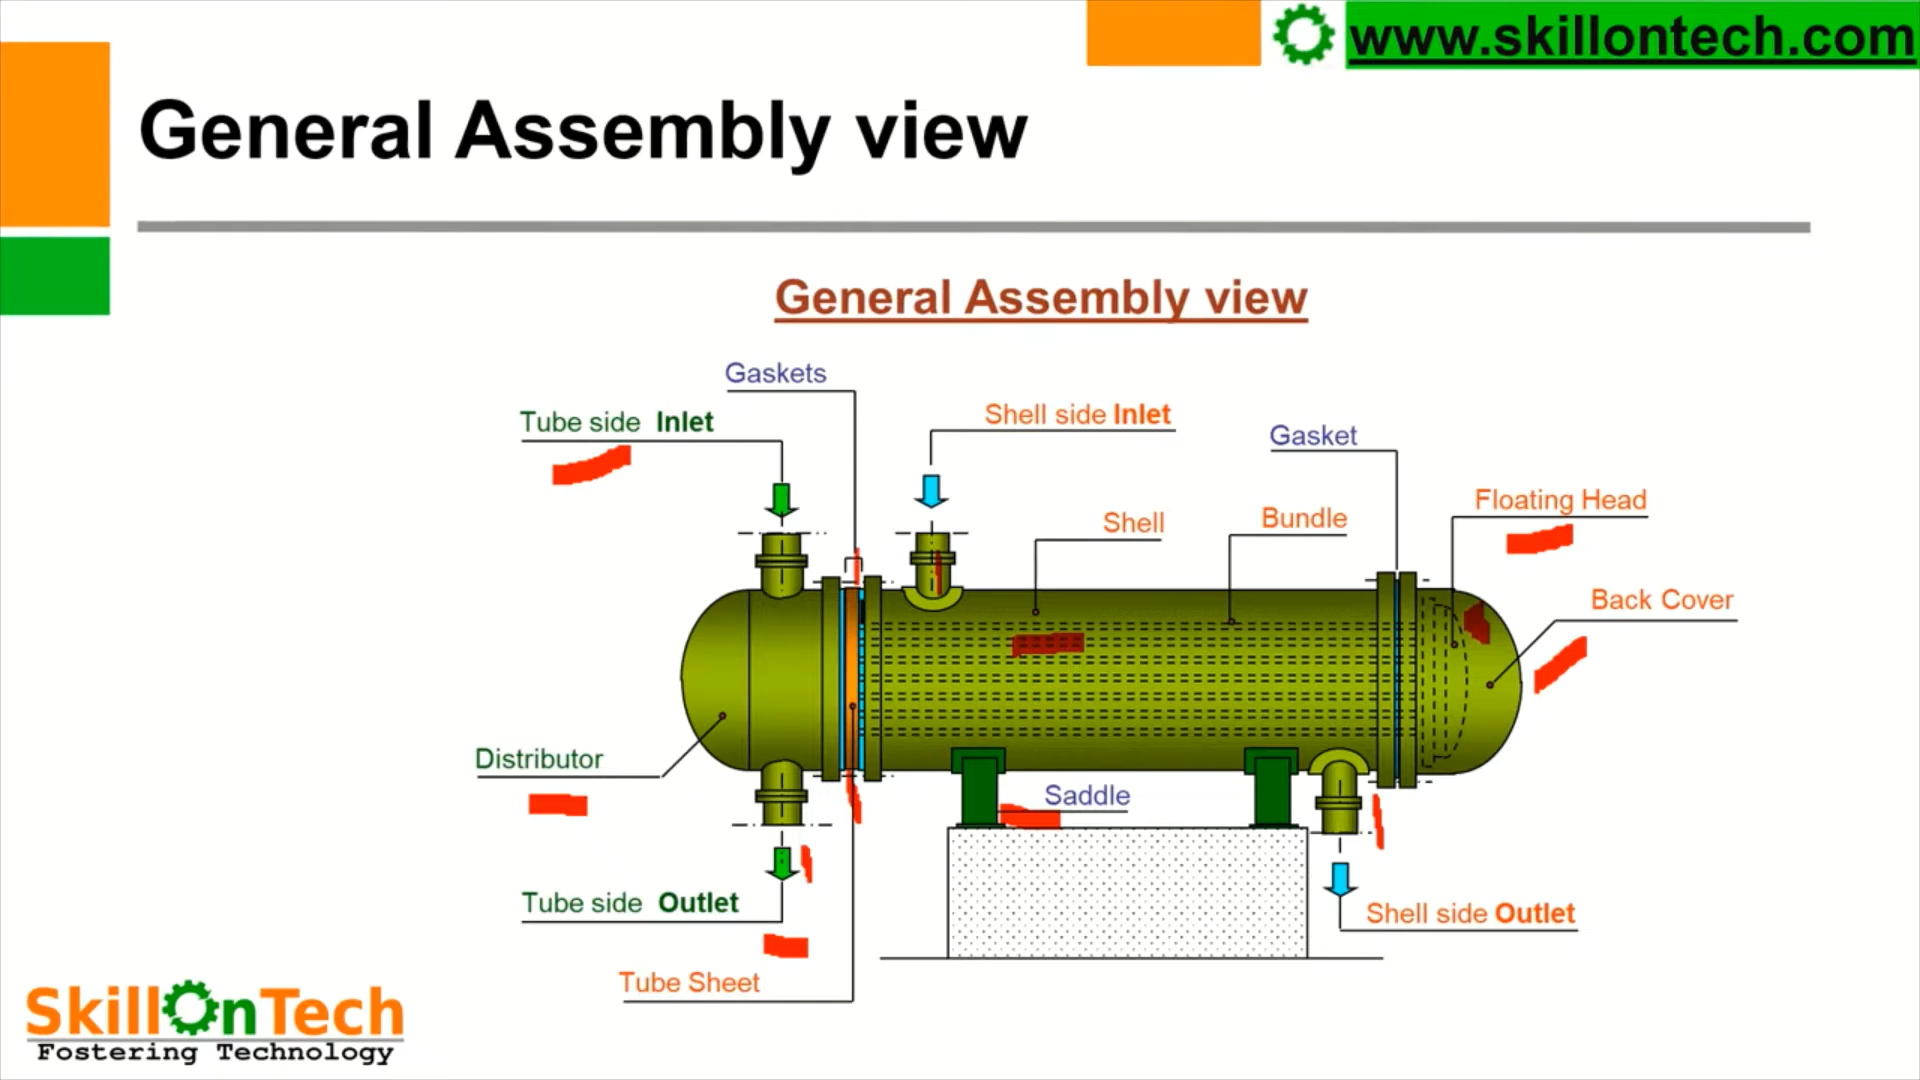 www.skillontech.com
General Assembly view
General Assembly view
Gaskets
Tube side Inlet
Shell side Inlet
Gasket
Floating Head
Shell
Bundle
Back Cover
Distributor
Saddle
Tube side Outlet
Shell side Outlet
Tube Sheet
SkillOnTech
Fostering Technology